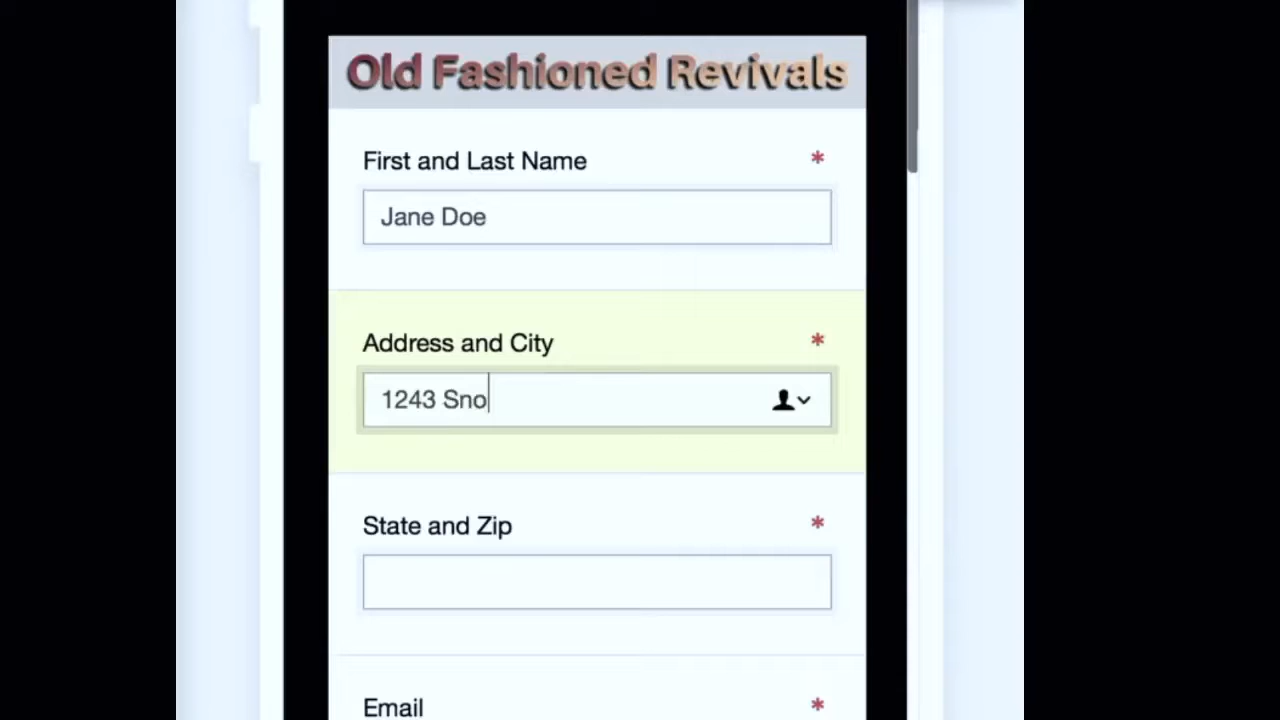 Old Fashioned Revivals
First and Last Name *
Jane Doe
Address and City *
1243 Sno
State and Zip *
Email *